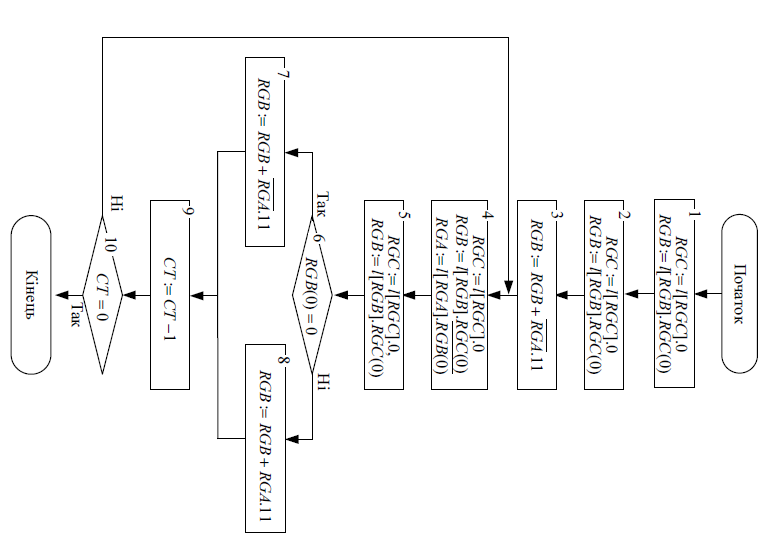 Початок
1
RGC := l[RGC].0
RGB := l[RGB].RGC(0)
2
RGC := l[RGC].0
RGB := l[RGB].RGC(0)
3
RGB := RGB + R̅G̅A̅.11
4
RGC := l[RGC].0
RGB := l[RGB].RGC(0)
RGA := l[RGA].R̅G̅B̅(̅0̅)̅
5
RGC := l[RGC].0,
RGB := l[RGB].RGC(0)
Так
6
RGB(0) = 0
Ні
7
RGB := RGB + R̅G̅A̅.11
8
RGB := RGB + RGA.11
9
CT := CT − 1
Ні
10
CT = 0
Так
Кінець